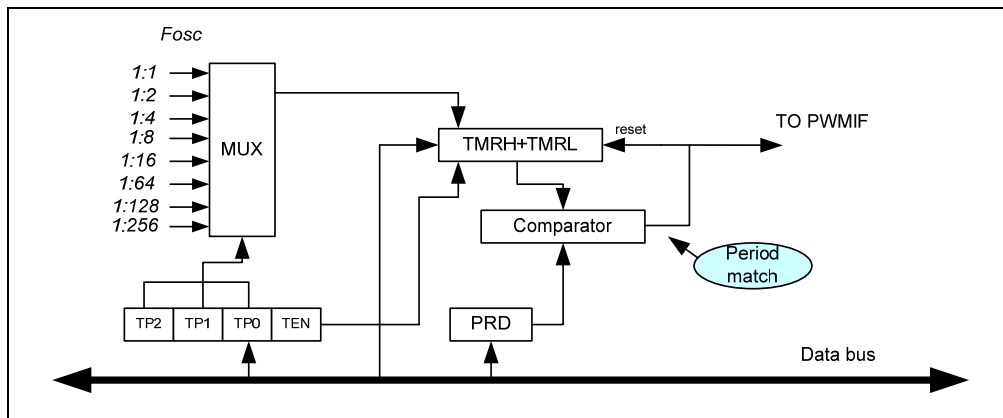 Fosc
1:1
1:2
1:4
1:8
1:16
1:64
1:128
1:256
MUX
TMRH+TMRL
reset
TO PWMIF
Comparator
Period
match
TP2
TP1
TP0
TEN
PRD
Data bus